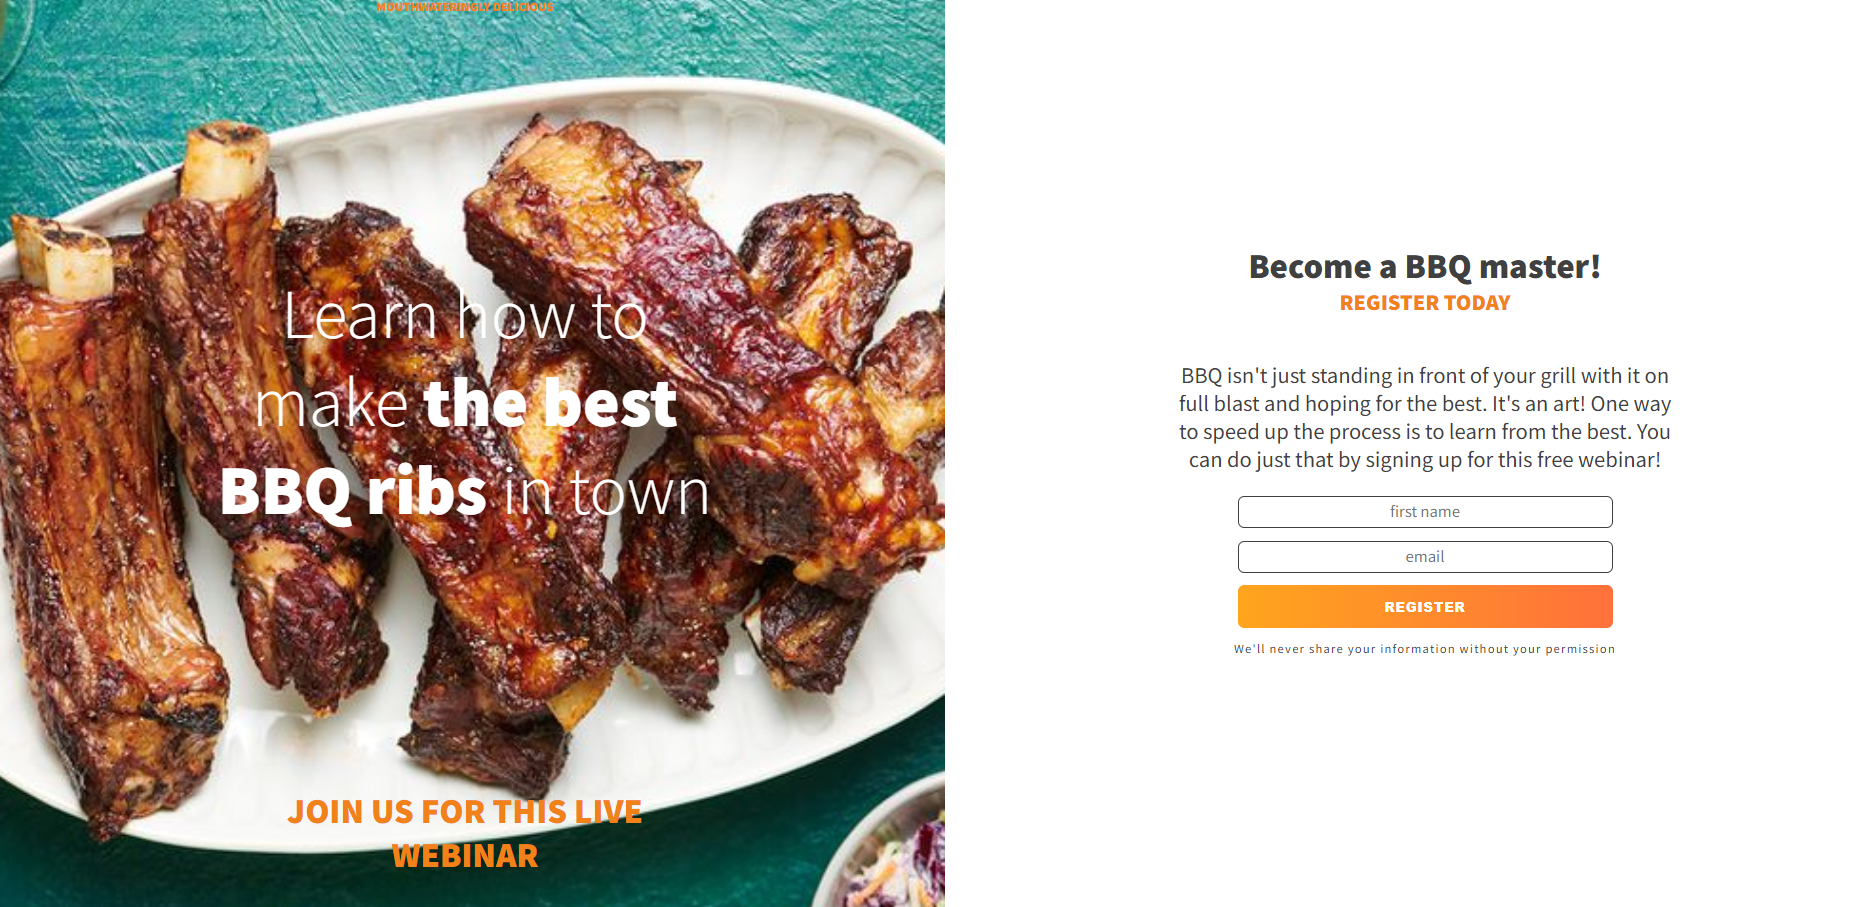 MOUTHWATERINGLY DELICIOUS
Learn how to
make the best
BBQ ribs in town
JOIN US FOR THIS LIVE
WEBINAR
Become a BBQ master!
REGISTER TODAY
BBQ isn't just standing in front of your grill with it on
full blast and hoping for the best. It's an art! One way
to speed up the process is to learn from the best. You
can do just that by signing up for this free webinar!
first name
email
REGISTER
We'll never share your information without your permission